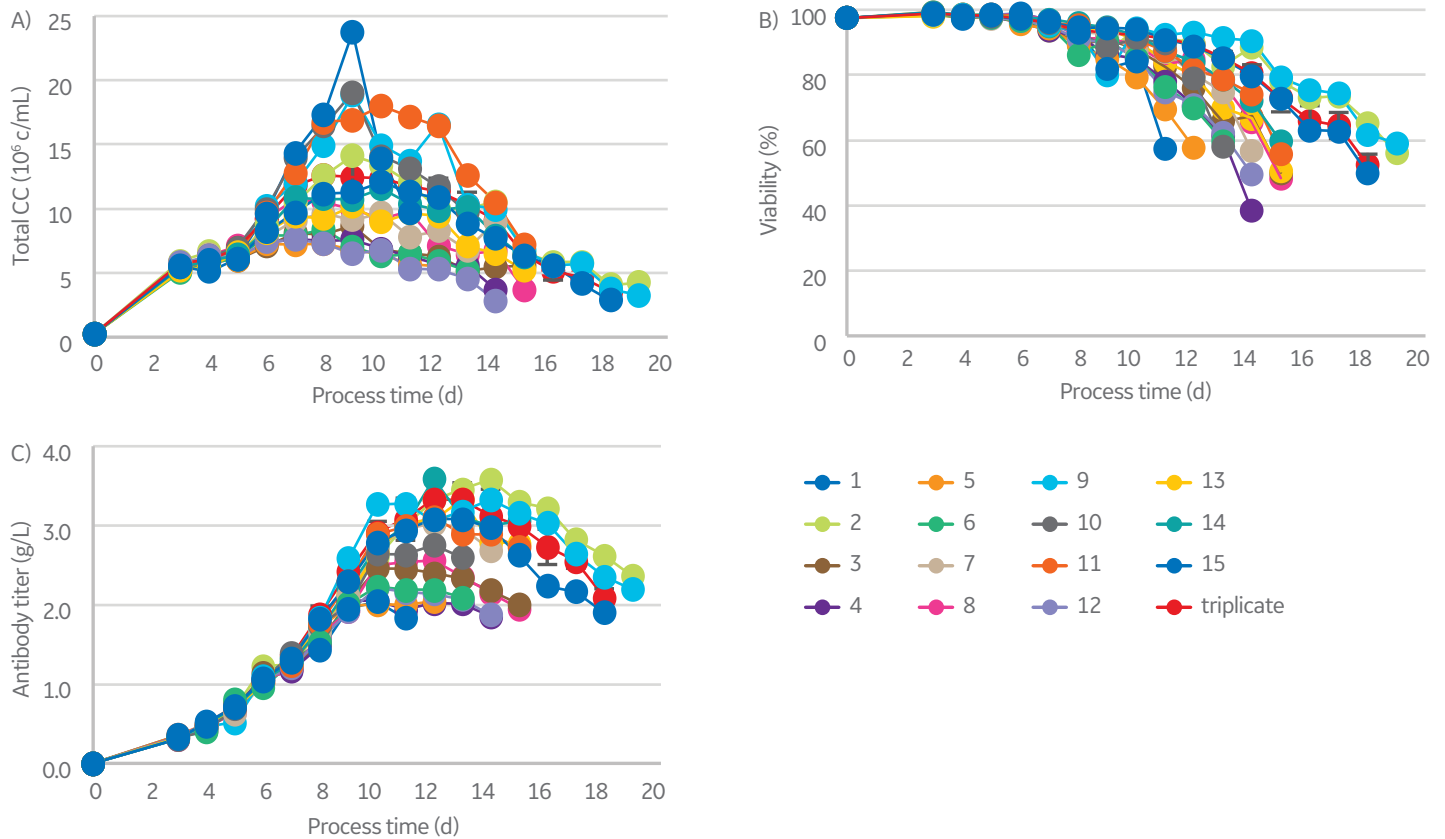 A)
Total CC (10⁶ c/mL)
25
20
15
10
5
0
0 2 4 6 8 10 12 14 16 18 20
Process time (d)
B)
Viability (%)
100
80
60
40
20
0
0 2 4 6 8 10 12 14 16 18 20
Process time (d)
C)
Antibody titer (g/L)
4.0
3.0
2.0
1.0
0.0
0 2 4 6 8 10 12 14 16 18 20
Process time (d)
1 5 9 13
2 6 10 14
3 7 11 15
4 8 12 triplicate